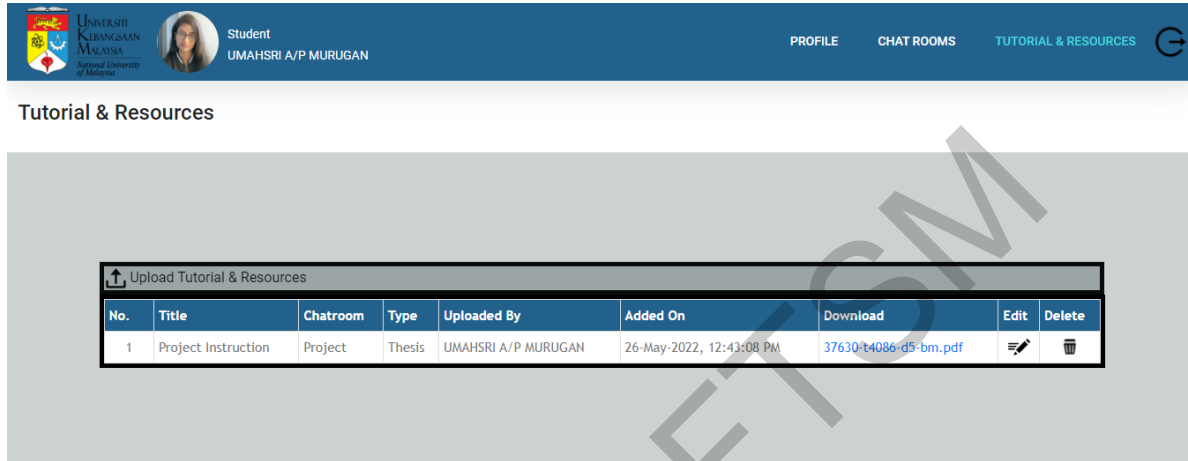 UNIVERSITI
KEBANGSAAN
MALAYSIA
National University
of Malaysia
Student
UMAHSRI A/P MURUGAN
PROFILE
CHAT ROOMS
TUTORIAL & RESOURCES
Tutorial & Resources
Upload Tutorial & Resources
No. Title Chatroom Type Uploaded By Added On Download Edit Delete
1 Project Instruction Project Thesis UMAHSRI A/P MURUGAN 26-May-2022, 12:43:08 PM 37630-t4086-d5-bm.pdf
FTSM